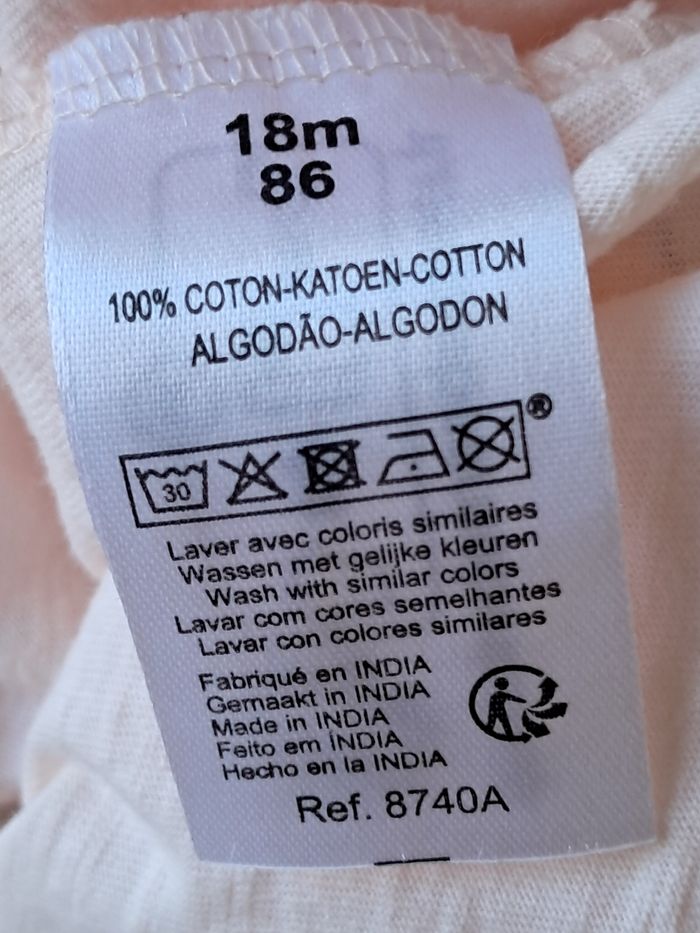 18m
86
100% COTON-KATOEN-COTTON
ALGODÃO-ALGODON
®
30
Laver avec coloris similaires
Wassen met gelijke kleuren
Wash with similar colors
Lavar com cores semelhantes
Lavar con colores similares
Fabriqué en INDIA
Gemaakt in INDIA
Made in INDIA
Feito em ÍNDIA
Hecho en la INDIA
Ref. 8740A